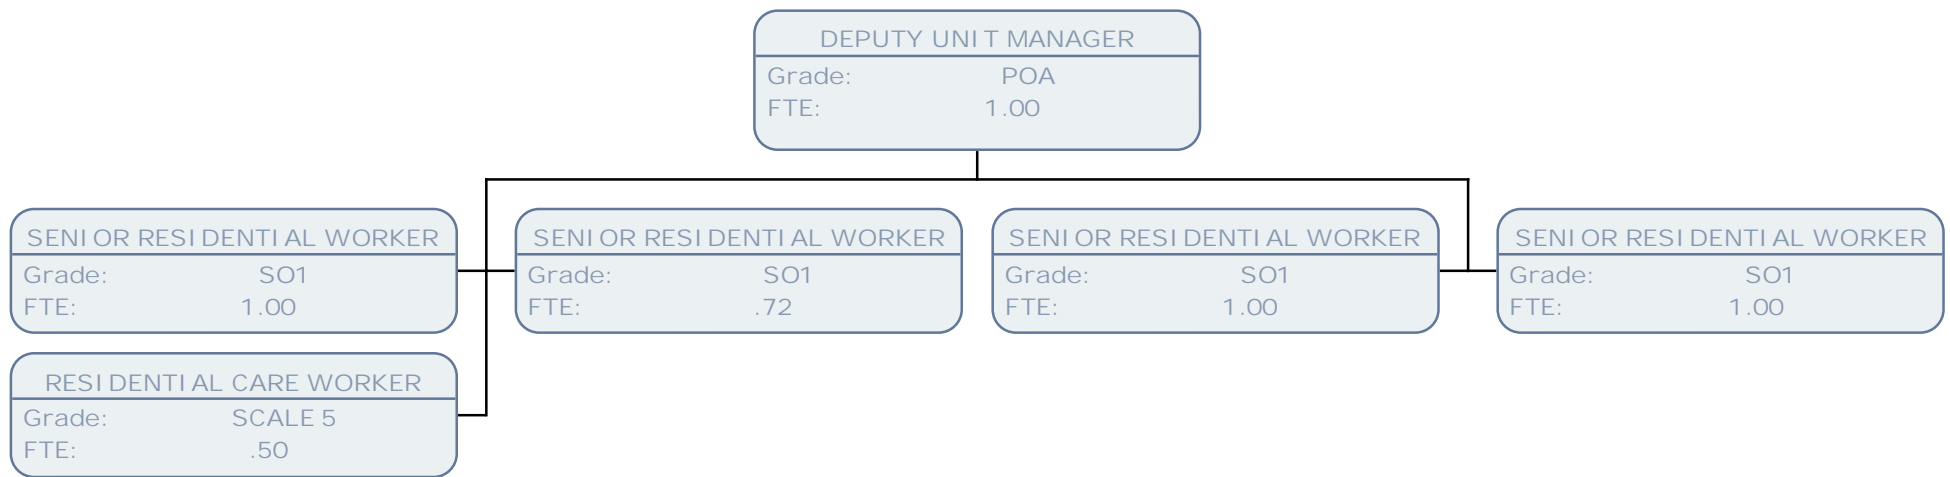 DEPUTY UNIT MANAGER
Grade: POA
FTE: 1.00
SENIOR RESIDENTIAL WORKER
Grade: SO1
FTE: 1.00
SENIOR RESIDENTIAL WORKER
Grade: SO1
FTE: .72
SENIOR RESIDENTIAL WORKER
Grade: SO1
FTE: 1.00
SENIOR RESIDENTIAL WORKER
Grade: SO1
FTE: 1.00
RESIDENTIAL CARE WORKER
Grade: SCALE 5
FTE: .50